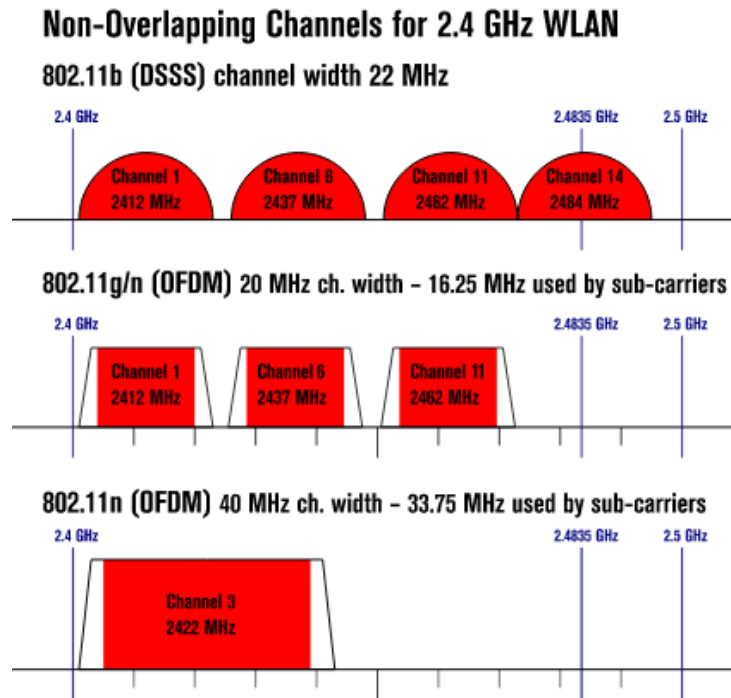 Non-Overlapping Channels for 2.4 GHz WLAN
802.11b (DSSS) channel width 22 MHz
2.4 GHz
2.4835 GHz
2.5 GHz
Channel 1
2412 MHz
Channel 6
2437 MHz
Channel 11
2462 MHz
Channel 14
2484 MHz
802.11g/n (OFDM) 20 MHz ch. width – 16.25 MHz used by sub-carriers
2.4 GHz
2.4835 GHz
2.5 GHz
Channel 1
2412 MHz
Channel 6
2437 MHz
Channel 11
2462 MHz
802.11n (OFDM) 40 MHz ch. width – 33.75 MHz used by sub-carriers
2.4 GHz
2.4835 GHz
2.5 GHz
Channel 3
2422 MHz